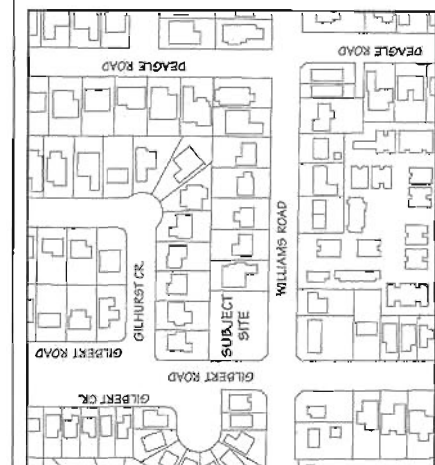 DEAGLE ROAD
DEAGLE ROAD
WILLIAMS ROAD
GILHURST CR.
SUBJECT
SITE
GILBERT ROAD
GILBERT ROAD
GILBERT CR.